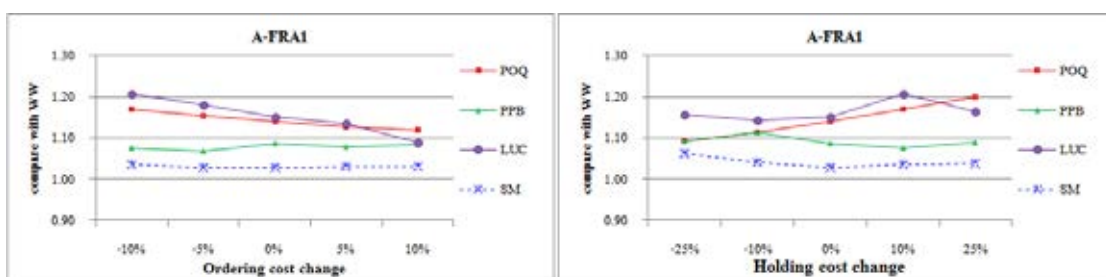 A-FRA1
1.30
1.20
1.10
1.00
0.90
compare with WW
-10%
-5%
0%
5%
10%
Ordering cost change
POQ
PPB
LUC
SM
A-FRA1
1.30
1.20
1.10
1.00
0.90
compare with WW
-25%
-10%
0%
10%
25%
Holding cost change
POQ
PPB
LUC
SM